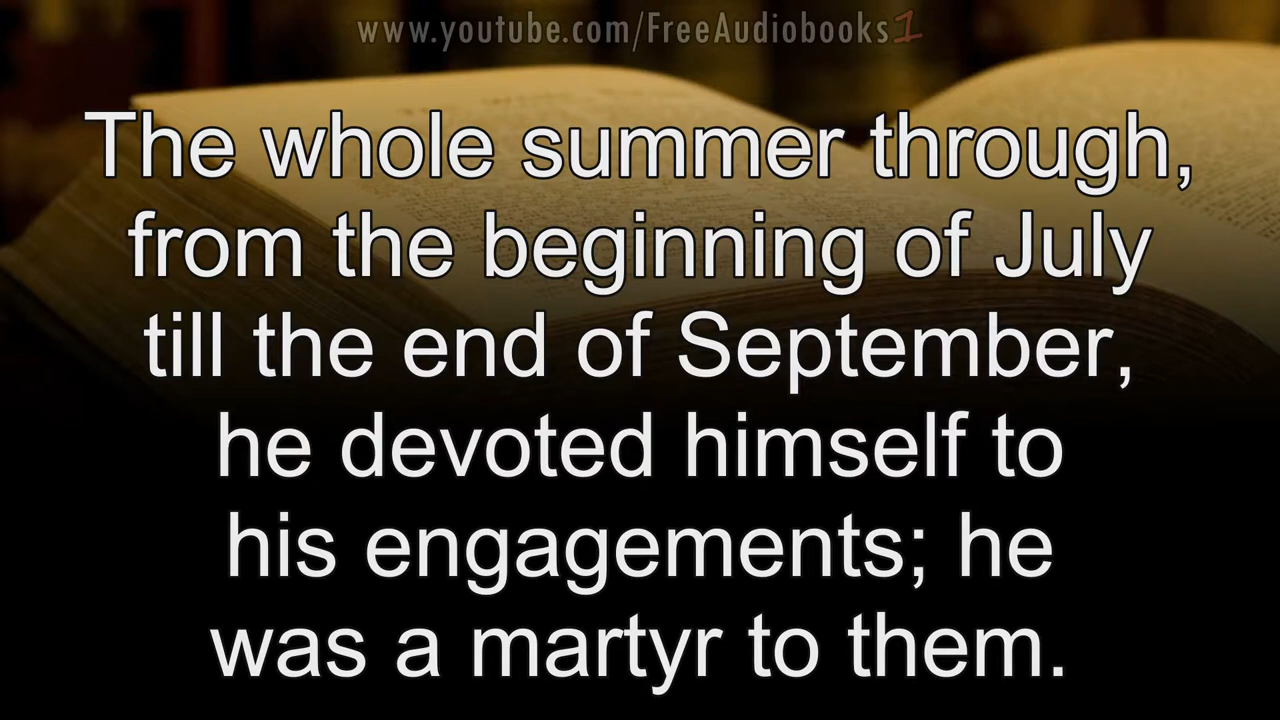 www.youtube.com/FreeAudiobooks1
The whole summer through,
from the beginning of July
till the end of September,
he devoted himself to
his engagements; he
was a martyr to them.